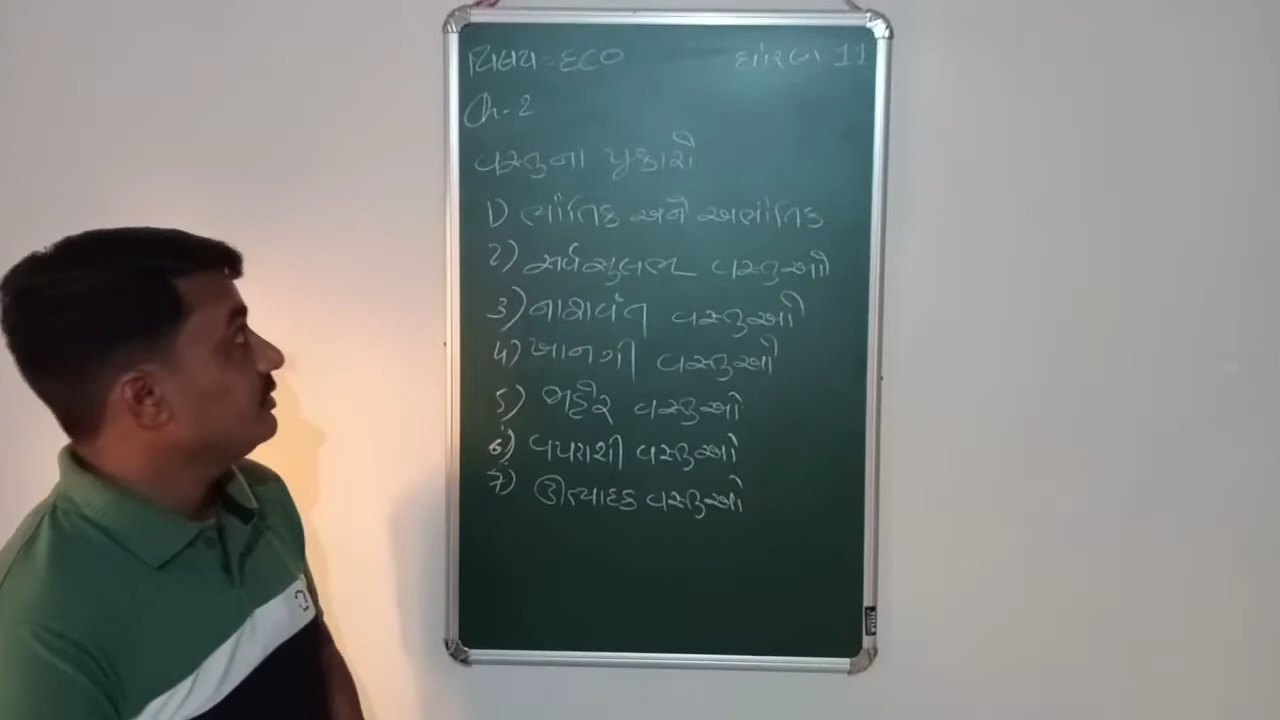 વિષય = ECO ધોરણ - 11
Ch-2
વસ્તુના પ્રકારો
1) ભૌતિક અને અભૌતિક
2) સર્વસુલભ વસ્તુઓ
3) નાશવંત વસ્તુઓ
4) ખાનગી વસ્તુઓ
5) જાહેર વસ્તુઓ
6) વપરાશી વસ્તુઓ
7) ઊત્પાદક વસ્તુઓ